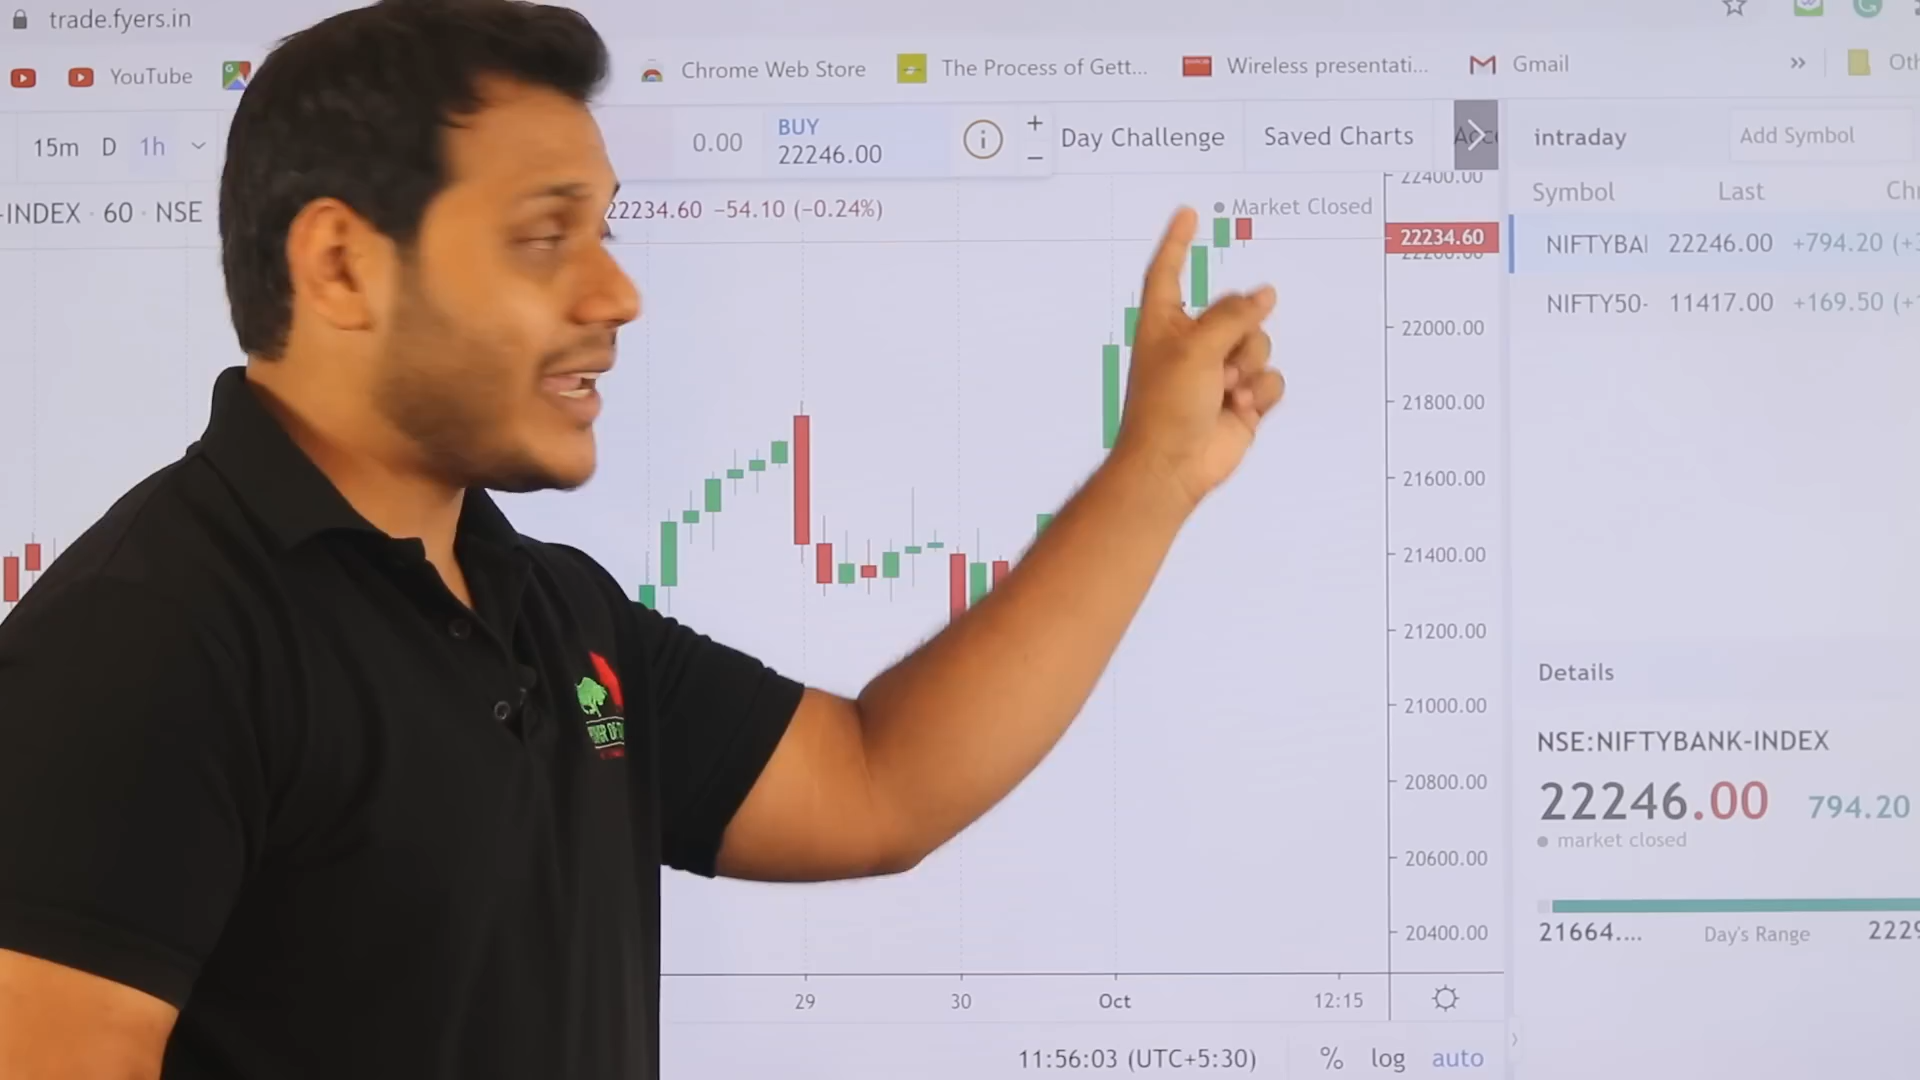 trade.fyers.in
YouTube
Chrome Web Store
The Process of Gett...
Wireless presentati...
Gmail
»
15m D 1h
0.00
BUY
22246.00
+
−
Day Challenge
Saved Charts
intraday
Add Symbol
-INDEX · 60 · NSE
22234.60 −54.10 (−0.24%)
Market Closed
Symbol
Last
NIFTYBAI 22246.00 +794.20
NIFTY50- 11417.00 +169.50
22400.00
22234.60
22200.00
22000.00
21800.00
21600.00
21400.00
21200.00
21000.00
20800.00
20600.00
20400.00
Details
NSE:NIFTYBANK-INDEX
22246.00 794.20
market closed
21664....
Day's Range
29
30
Oct
12:15
11:56:03 (UTC+5:30)
%
log
auto